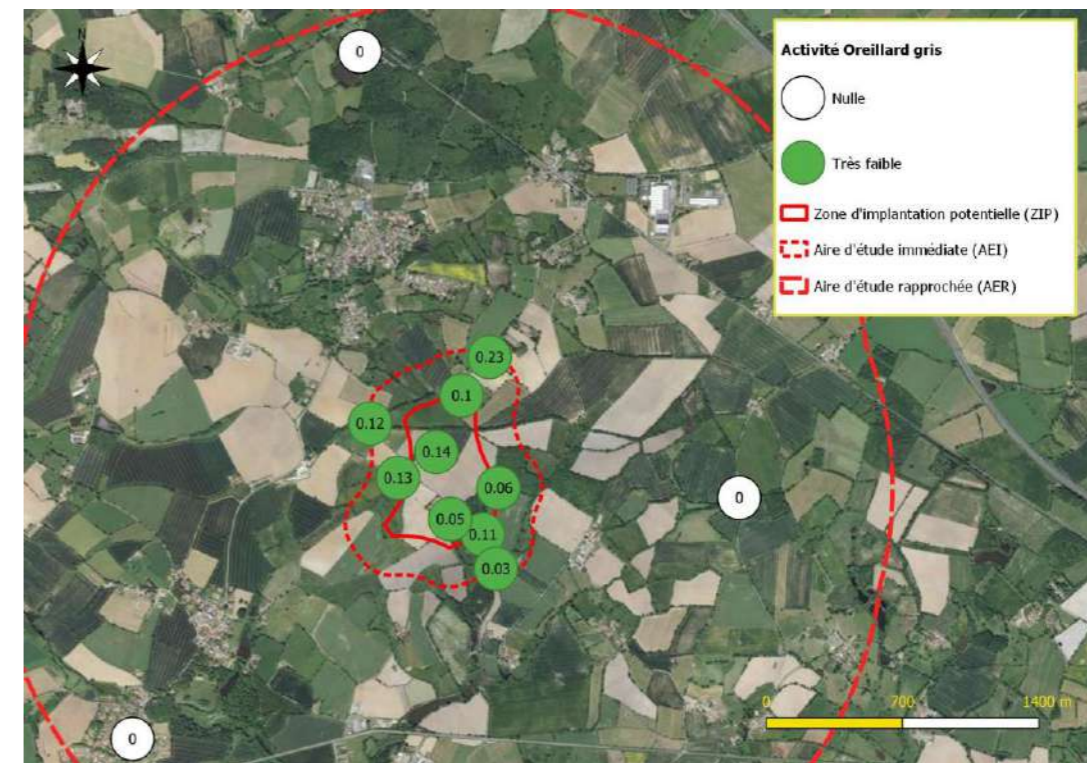 N
0
Activité Oreillard gris
Nulle
Très faible
Zone d'implantation potentielle (ZIP)
Aire d'étude immédiate (AEI)
Aire d'étude rapprochée (AER)
0.23
0.1
0.12
0.14
0.13
0.06
0
0.05
0.11
0.03
0 700 1400 m
0